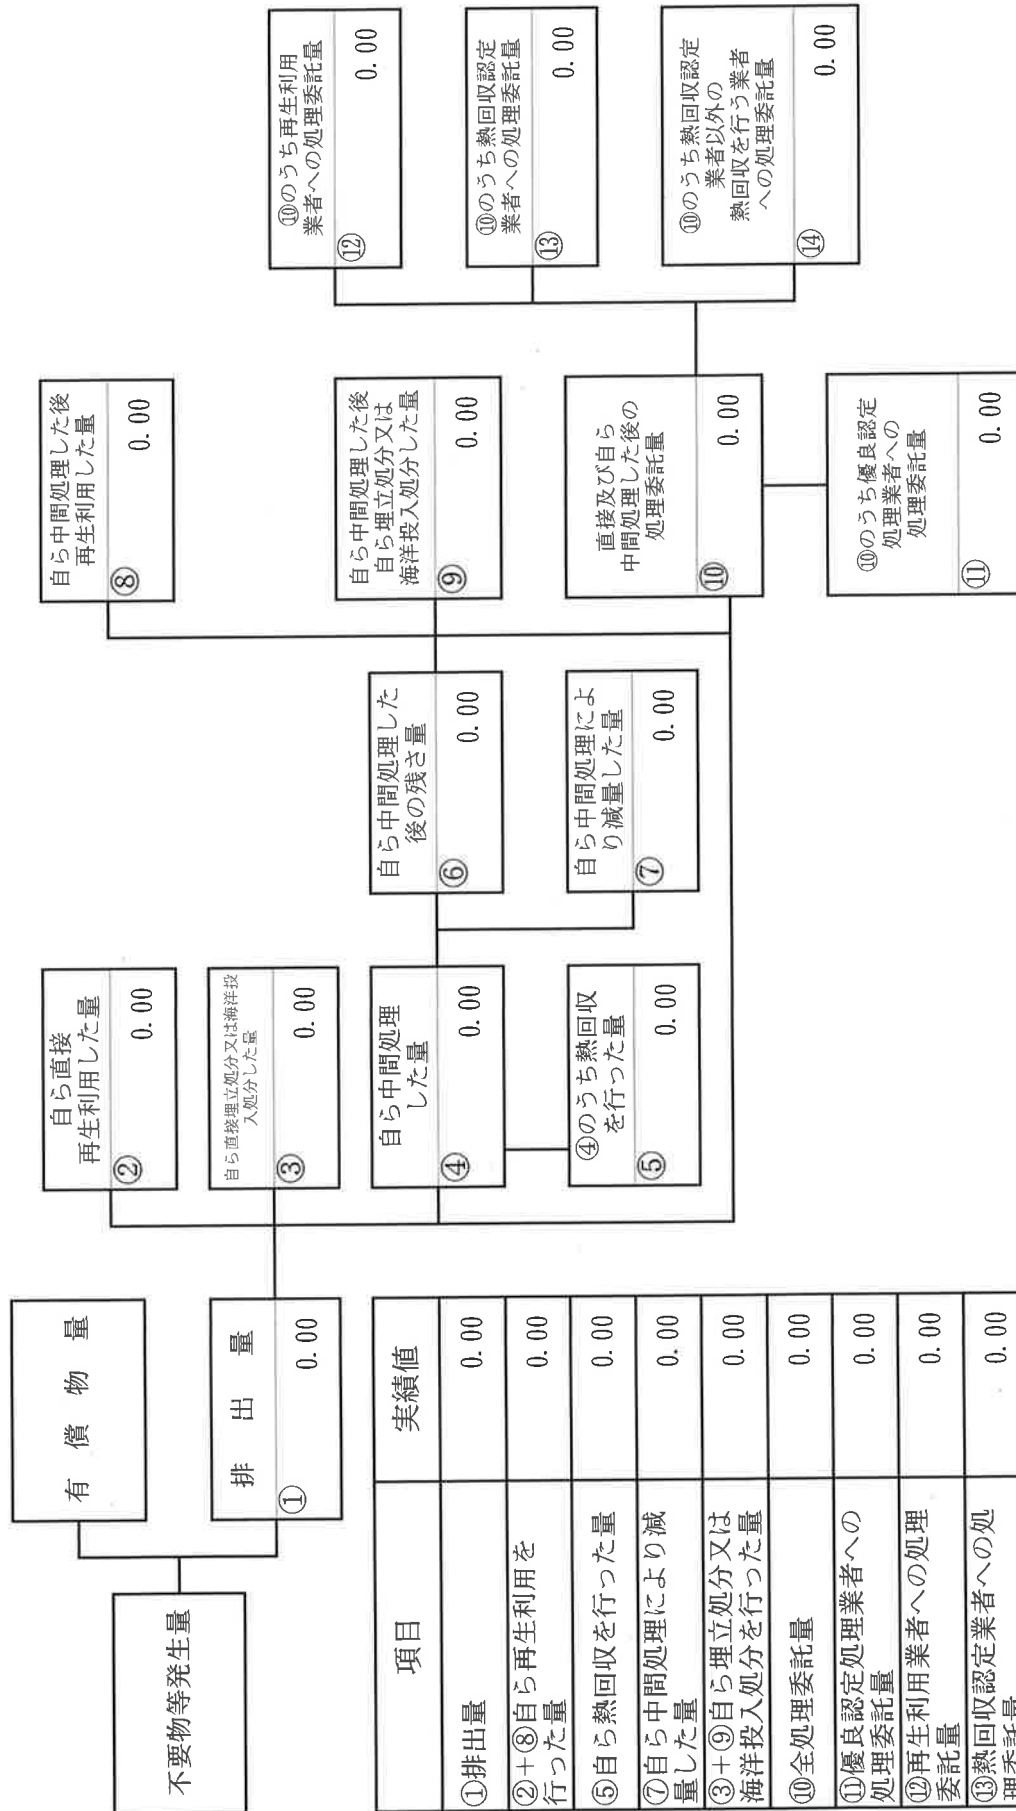 不要物等発生量
有 償 物 量
排 出 量
① 0.00
自ら直接
再生利用した量
② 0.00
自ら直接埋立処分又は海洋投
入処分した量
③ 0.00
自ら中間処理
した量
④ 0.00
④のうち熱回収
を行った量
⑤ 0.00
自ら中間処理した
後の残さ量
⑥ 0.00
自ら中間処理によ
り減量した量
⑦ 0.00
自ら中間処理した後
再生利用した量
⑧ 0.00
自ら中間処理した後
自ら埋立処分又は
海洋投入処分した量
⑨ 0.00
直接及び自ら
中間処理した後の
処理委託量
⑩ 0.00
⑩のうち優良認定
処理業者への
処理委託量
⑪ 0.00
⑩のうち再生利用
業者への処理委託量
⑫ 0.00
⑩のうち熱回収認定
業者への処理委託量
⑬ 0.00
⑩のうち熱回収認定
業者以外の
熱回収を行う業者
への処理委託量
⑭ 0.00
項目 実績値
①排出量 0.00
②+⑧自ら再生利用を
行った量 0.00
⑤自ら熱回収を行った量 0.00
⑦自ら中間処理により減
量した量 0.00
③+⑨自ら埋立処分又は
海洋投入処分を行った量 0.00
⑩全処理委託量 0.00
⑪優良認定処理業者への
処理委託量 0.00
⑫再生利用業者への処理
委託量 0.00
⑬熱回収認定業者への処
理委託量 0.00